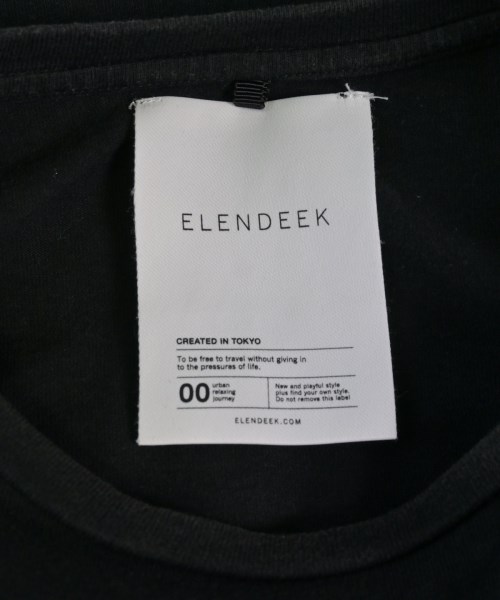 ELENDEEK
CREATED IN TOKYO
To be free to travel without giving in
to the pressures of life.
00
urban
relaxing
journey
New and playful style
plus find your own style.
Do not remove this label
ELENDEEK.COM